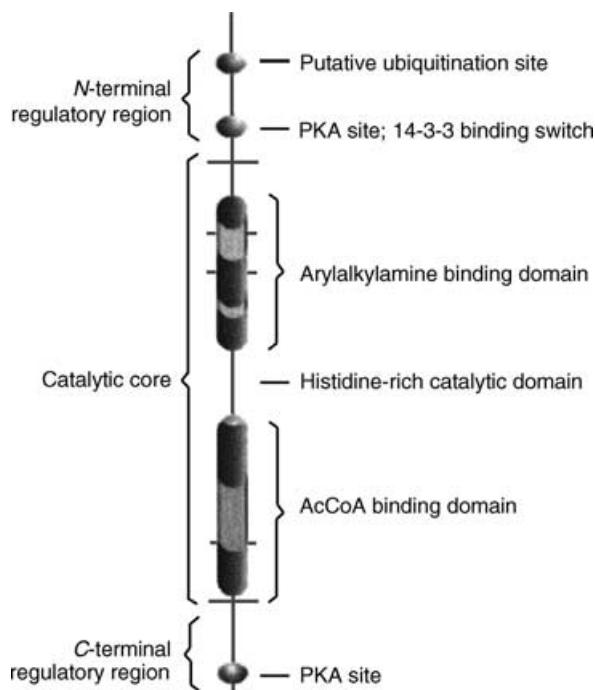 Putative ubiquitination site
N-terminal
regulatory region
PKA site; 14-3-3 binding switch
Arylalkylamine binding domain
Catalytic core
Histidine-rich catalytic domain
AcCoA binding domain
C-terminal
regulatory region
PKA site